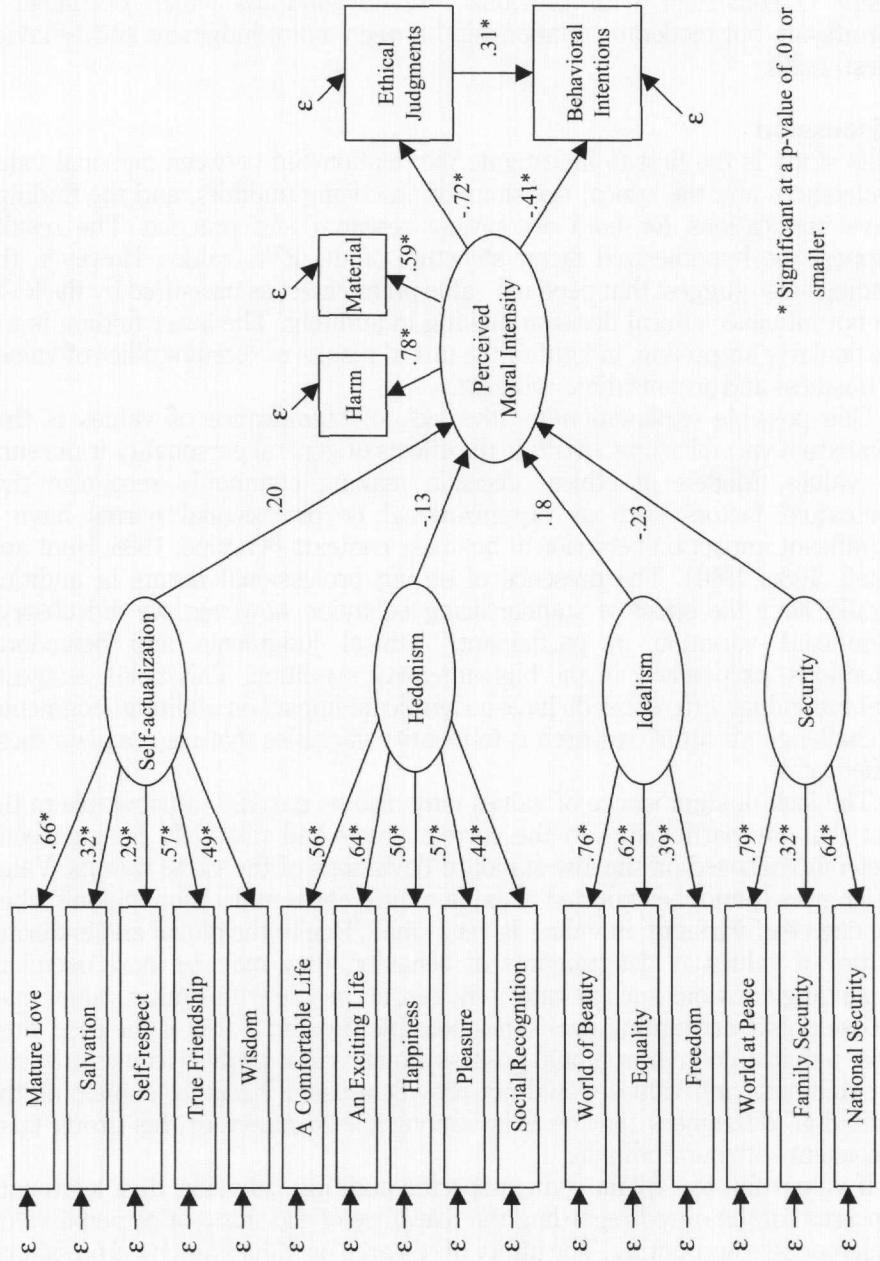 ε
Mature Love
.66*
ε
Salvation
.32*
Self-actualization
ε
Self-respect
.29*
ε
True Friendship
.57*
ε
Wisdom
.49*
.20
ε
A Comfortable Life
.56*
ε
An Exciting Life
.64*
Hedonism
ε
Happiness
.50*
ε
Pleasure
.57*
ε
Social Recognition
.44*
-.13
ε
World of Beauty
.76*
ε
Equality
.62*
Idealism
ε
Freedom
.39*
.18
ε
World at Peace
.79*
ε
Family Security
.32*
Security
ε
National Security
.64*
-.23
ε
Harm
.78*
ε
Material
.59*
Perceived
Moral Intensity
-.72*
-.41*
ε
Ethical
Judgments
.31*
Behavioral
Intentions
ε
* Significant at a p-value of .01 or
smaller.